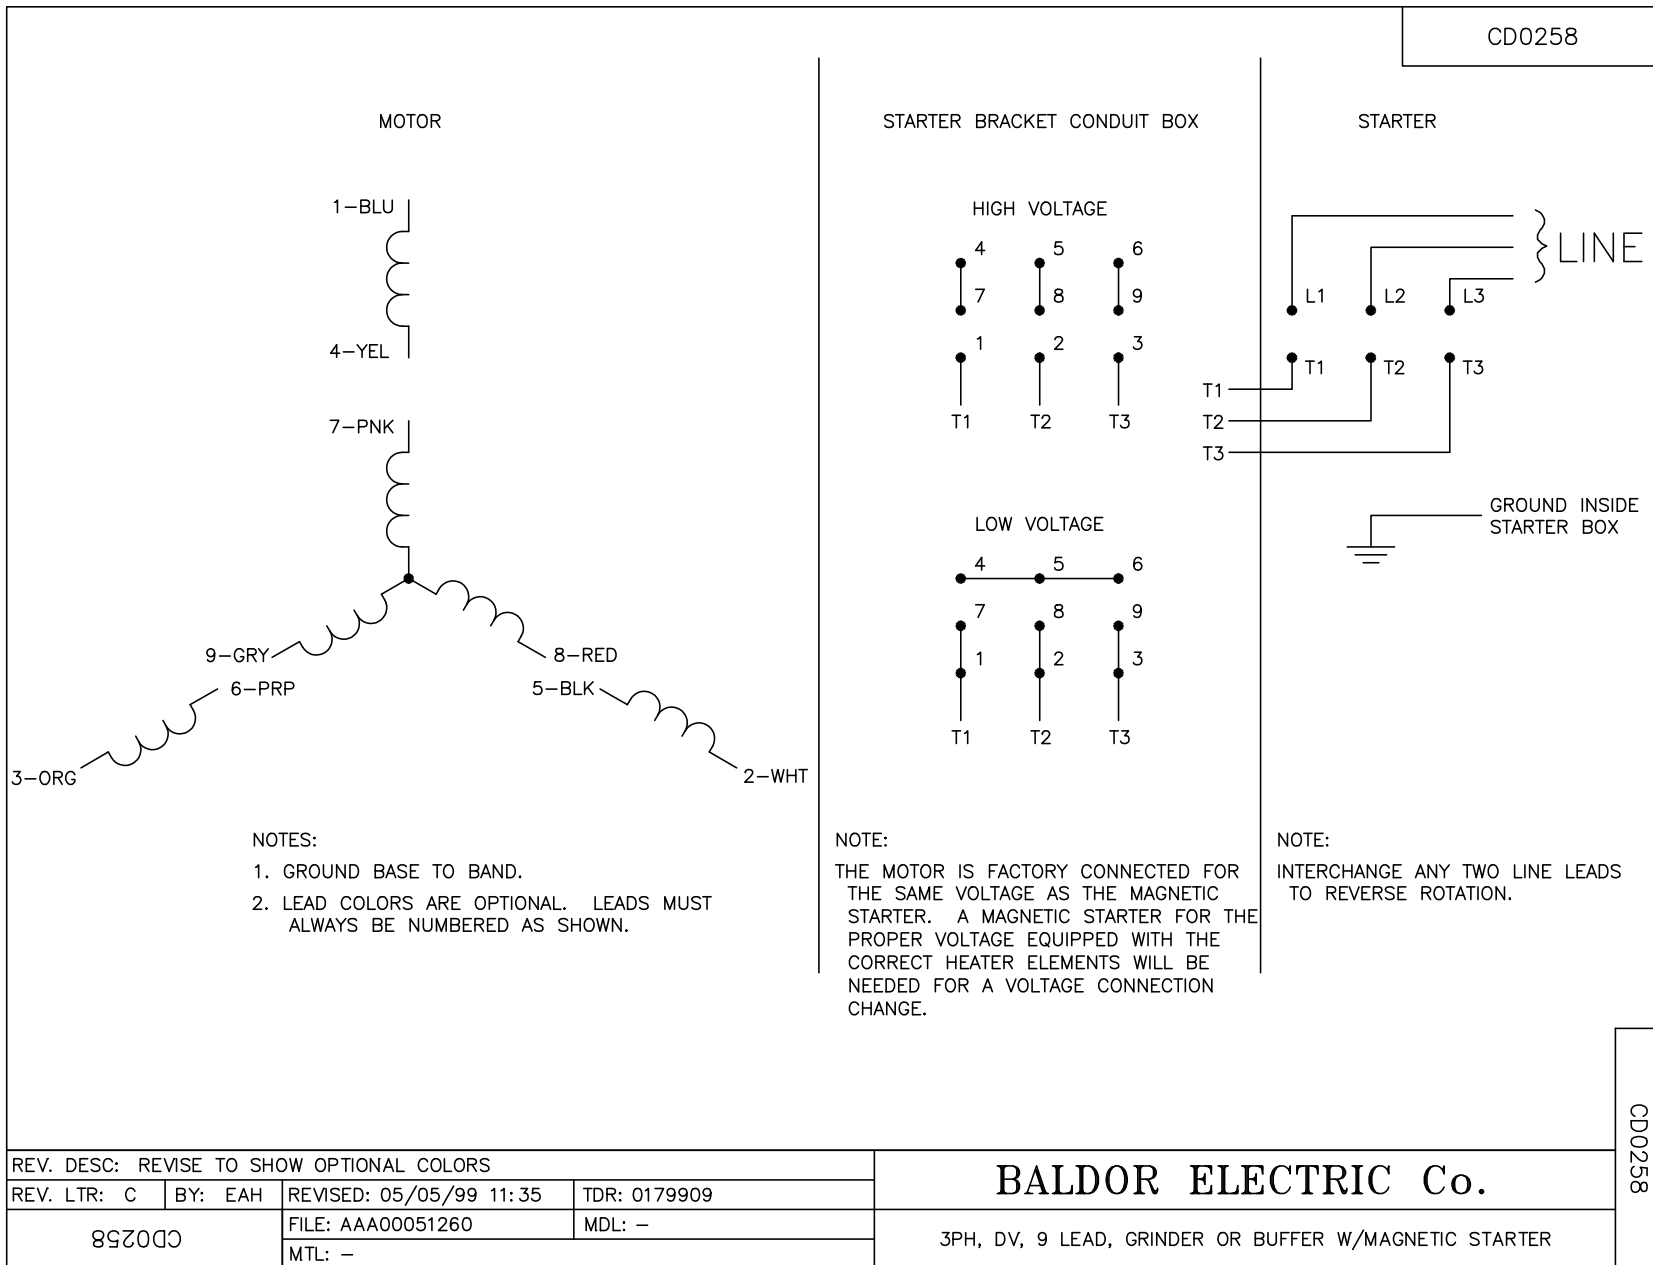 CD0258
MOTOR
1-BLU
4-YEL
7-PNK
9-GRY
8-RED
6-PRP
5-BLK
3-ORG
2-WHT
NOTES:
1. GROUND BASE TO BAND.
2. LEAD COLORS ARE OPTIONAL. LEADS MUST
ALWAYS BE NUMBERED AS SHOWN.
STARTER BRACKET CONDUIT BOX
HIGH VOLTAGE
4 5 6
7 8 9
1 2 3
T1 T2 T3
LOW VOLTAGE
4 5 6
7 8 9
1 2 3
T1 T2 T3
NOTE:
THE MOTOR IS FACTORY CONNECTED FOR
THE SAME VOLTAGE AS THE MAGNETIC
STARTER. A MAGNETIC STARTER FOR THE
PROPER VOLTAGE EQUIPPED WITH THE
CORRECT HEATER ELEMENTS WILL BE
NEEDED FOR A VOLTAGE CONNECTION
CHANGE.
STARTER
LINE
L1 L2 L3
T1 T2 T3
T1
T2
T3
GROUND INSIDE
STARTER BOX
NOTE:
INTERCHANGE ANY TWO LINE LEADS
TO REVERSE ROTATION.
CD0258
REV. DESC: REVISE TO SHOW OPTIONAL COLORS
REV. LTR: C BY: EAH REVISED: 05/05/99 11:35 TDR: 0179909
CD0258
FILE: AAA00051260 MDL: -
MTL: -
BALDOR ELECTRIC Co.
3PH, DV, 9 LEAD, GRINDER OR BUFFER W/MAGNETIC STARTER